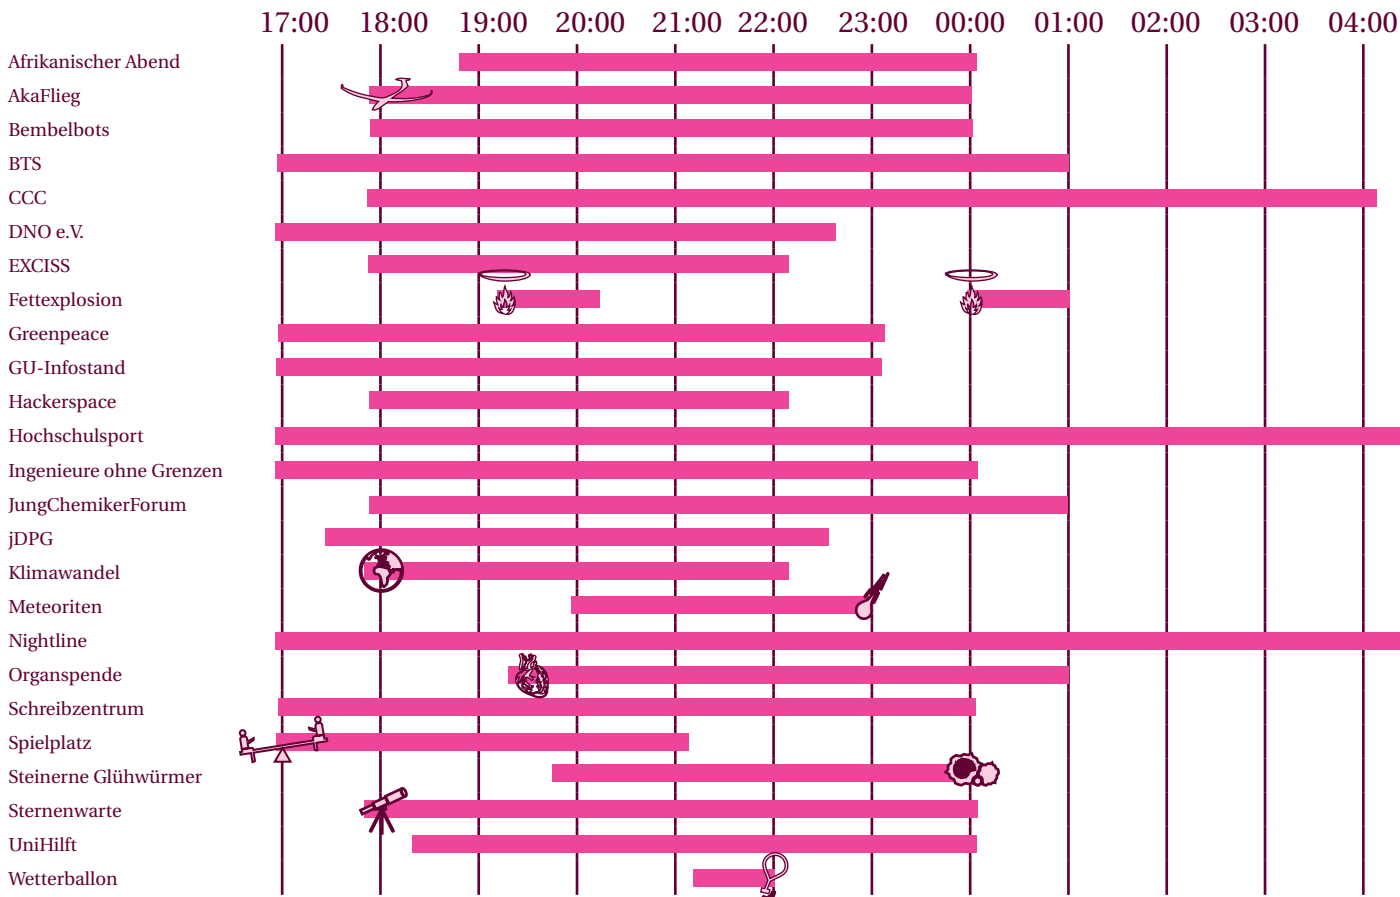 17:00 18:00 19:00 20:00 21:00 22:00 23:00 00:00 01:00 02:00 03:00 04:00
Afrikanischer Abend
AkaFlieg
Bembelbots
BTS
CCC
DNO e.V.
EXCISS
Fettexplosion
Greenpeace
GU-Infostand
Hackerspace
Hochschulsport
Ingenieure ohne Grenzen
JungChemikerForum
jDPG
Klimawandel
Meteoriten
Nightline
Organspende
Schreibzentrum
Spielplatz
Steinerne Glühwürmer
Sternenwarte
UniHilft
Wetterballon